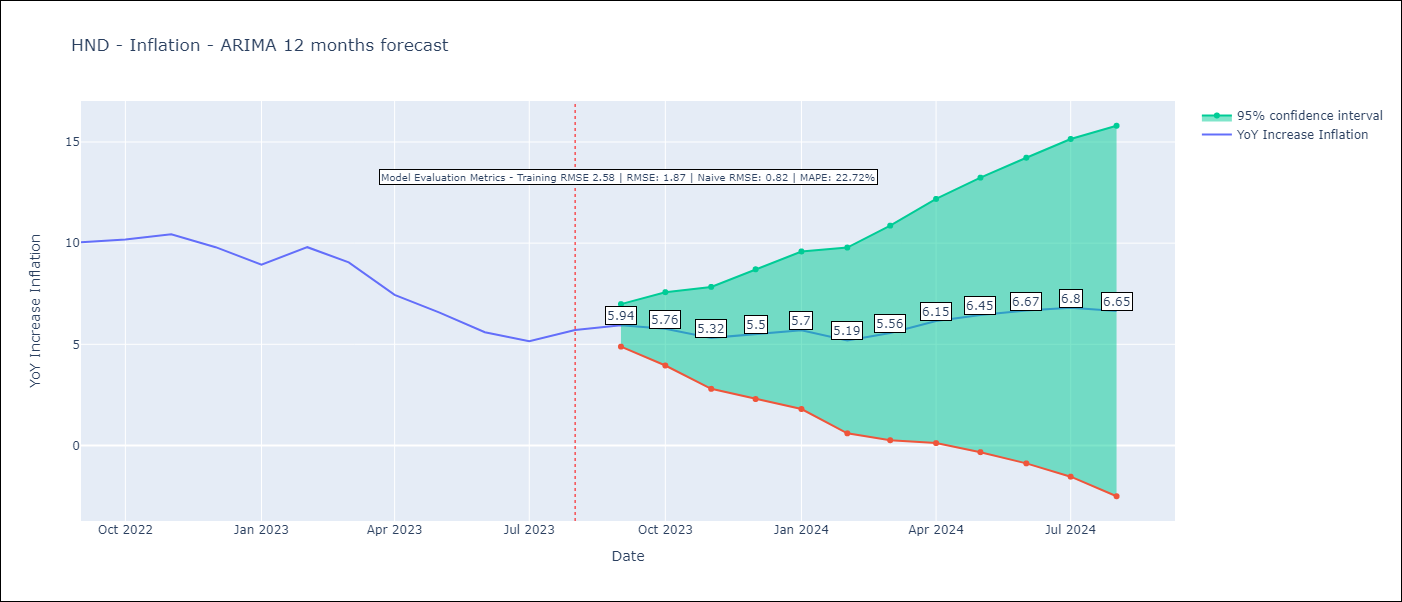 HND - Inflation - ARIMA 12 months forecast
95% confidence interval
YoY Increase Inflation
15
10
5
0
YoY Increase Inflation
Model Evaluation Metrics - Training RMSE 2.58 | RMSE: 1.87 | Naive RMSE: 0.82 | MAPE: 22.72%
5.94
5.76
5.32
5.5
5.7
5.19
5.56
6.15
6.45
6.67
6.8
6.65
Oct 2022
Jan 2023
Apr 2023
Jul 2023
Oct 2023
Jan 2024
Apr 2024
Jul 2024
Date